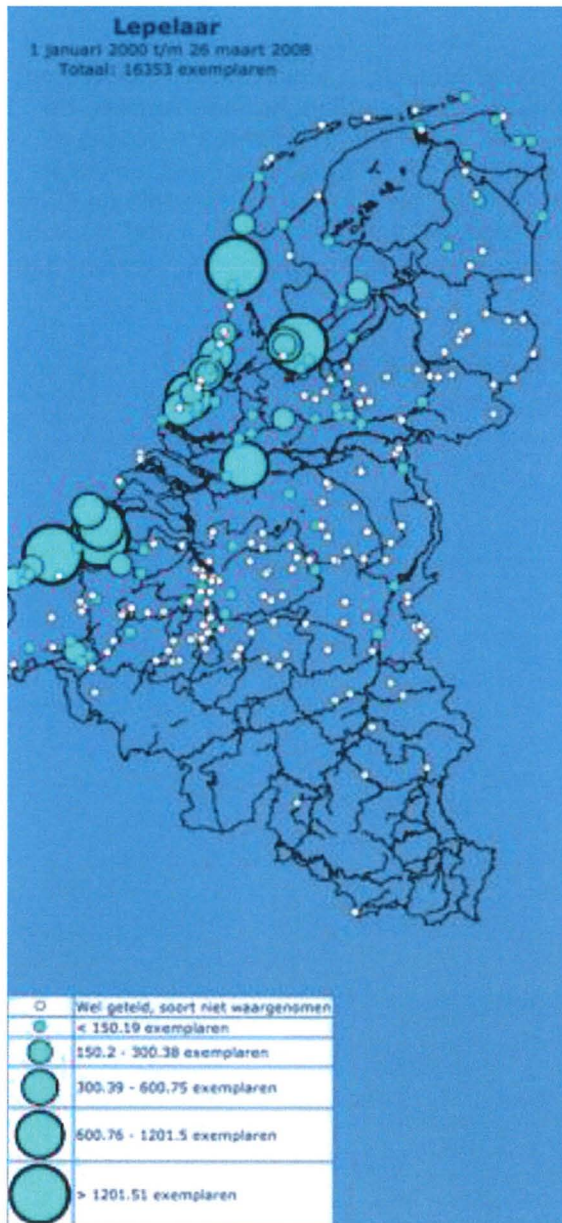 Lepelaar
1 januari 2000 t/m 26 maart 2008
Totaal: 16353 exemplaren
Wel geteld, soort niet waargenomen
< 150.19 exemplaren
150.2 - 300.38 exemplaren
300.39 - 600.75 exemplaren
600.76 - 1201.5 exemplaren
> 1201.51 exemplaren